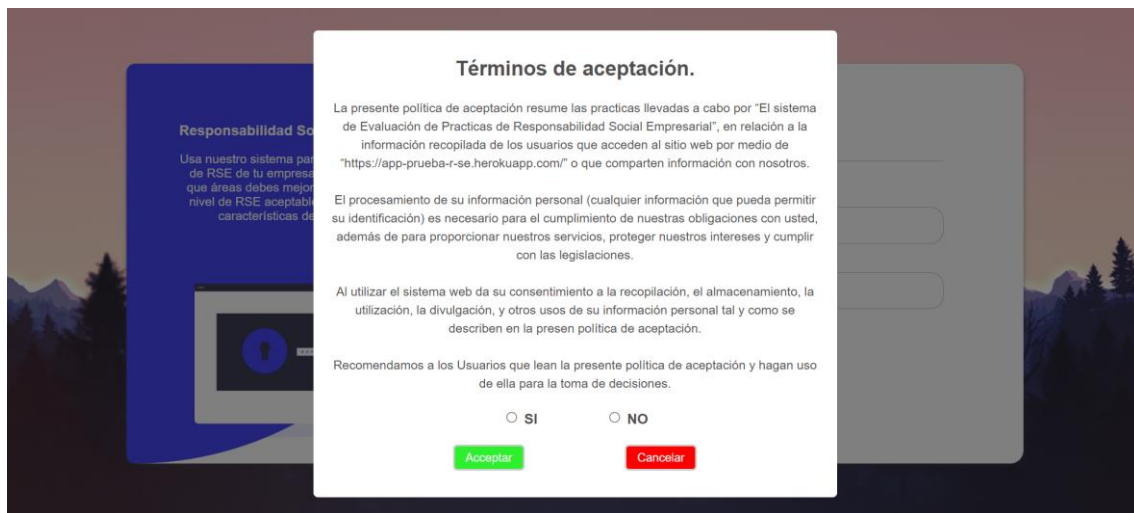 Términos de aceptación.
La presente política de aceptación resume las practicas llevadas a cabo por “El sistema
de Evaluación de Practicas de Responsabilidad Social Empresarial”, en relación a la
información recopilada de los usuarios que acceden al sitio web por medio de
“https://app-prueba-r-se.herokuapp.com/” o que comparten información con nosotros.
El procesamiento de su información personal (cualquier información que pueda permitir
su identificación) es necesario para el cumplimiento de nuestras obligaciones con usted,
además de para proporcionar nuestros servicios, proteger nuestros intereses y cumplir
con las legislaciones.
Al utilizar el sistema web da su consentimiento a la recopilación, el almacenamiento, la
utilización, la divulgación, y otros usos de su información personal tal y como se
describen en la presen política de aceptación.
Recomendamos a los Usuarios que lean la presente política de aceptación y hagan uso
de ella para la toma de decisiones.
SI NO
Acceptar Cancelar
Responsabilidad So
Usa nuestro sistema par
de RSE de tu empresa
que áreas debes mejor
nivel de RSE aceptabl
características de